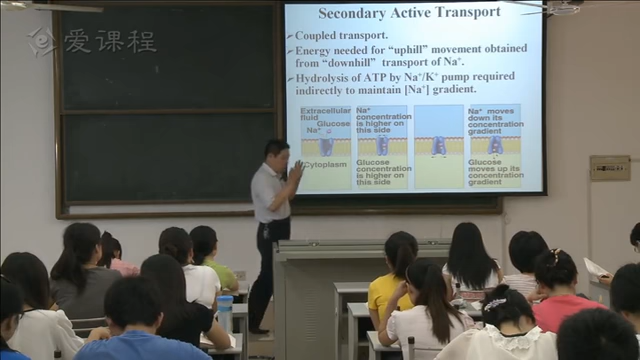 爱课程
Secondary Active Transport
➢ Coupled transport.
➢ Energy needed for “uphill” movement obtained
from “downhill” transport of Na⁺.
➢ Hydrolysis of ATP by Na⁺/K⁺ pump required
indirectly to maintain [Na⁺] gradient.
Extracellular
fluid
Glucose
Na⁺
Cytoplasm
Na⁺
concentration
is higher on
this side
Glucose
concentration
is higher on
this side
Na⁺ moves
down its
concentration
gradient
Glucose
moves up its
concentration
gradient